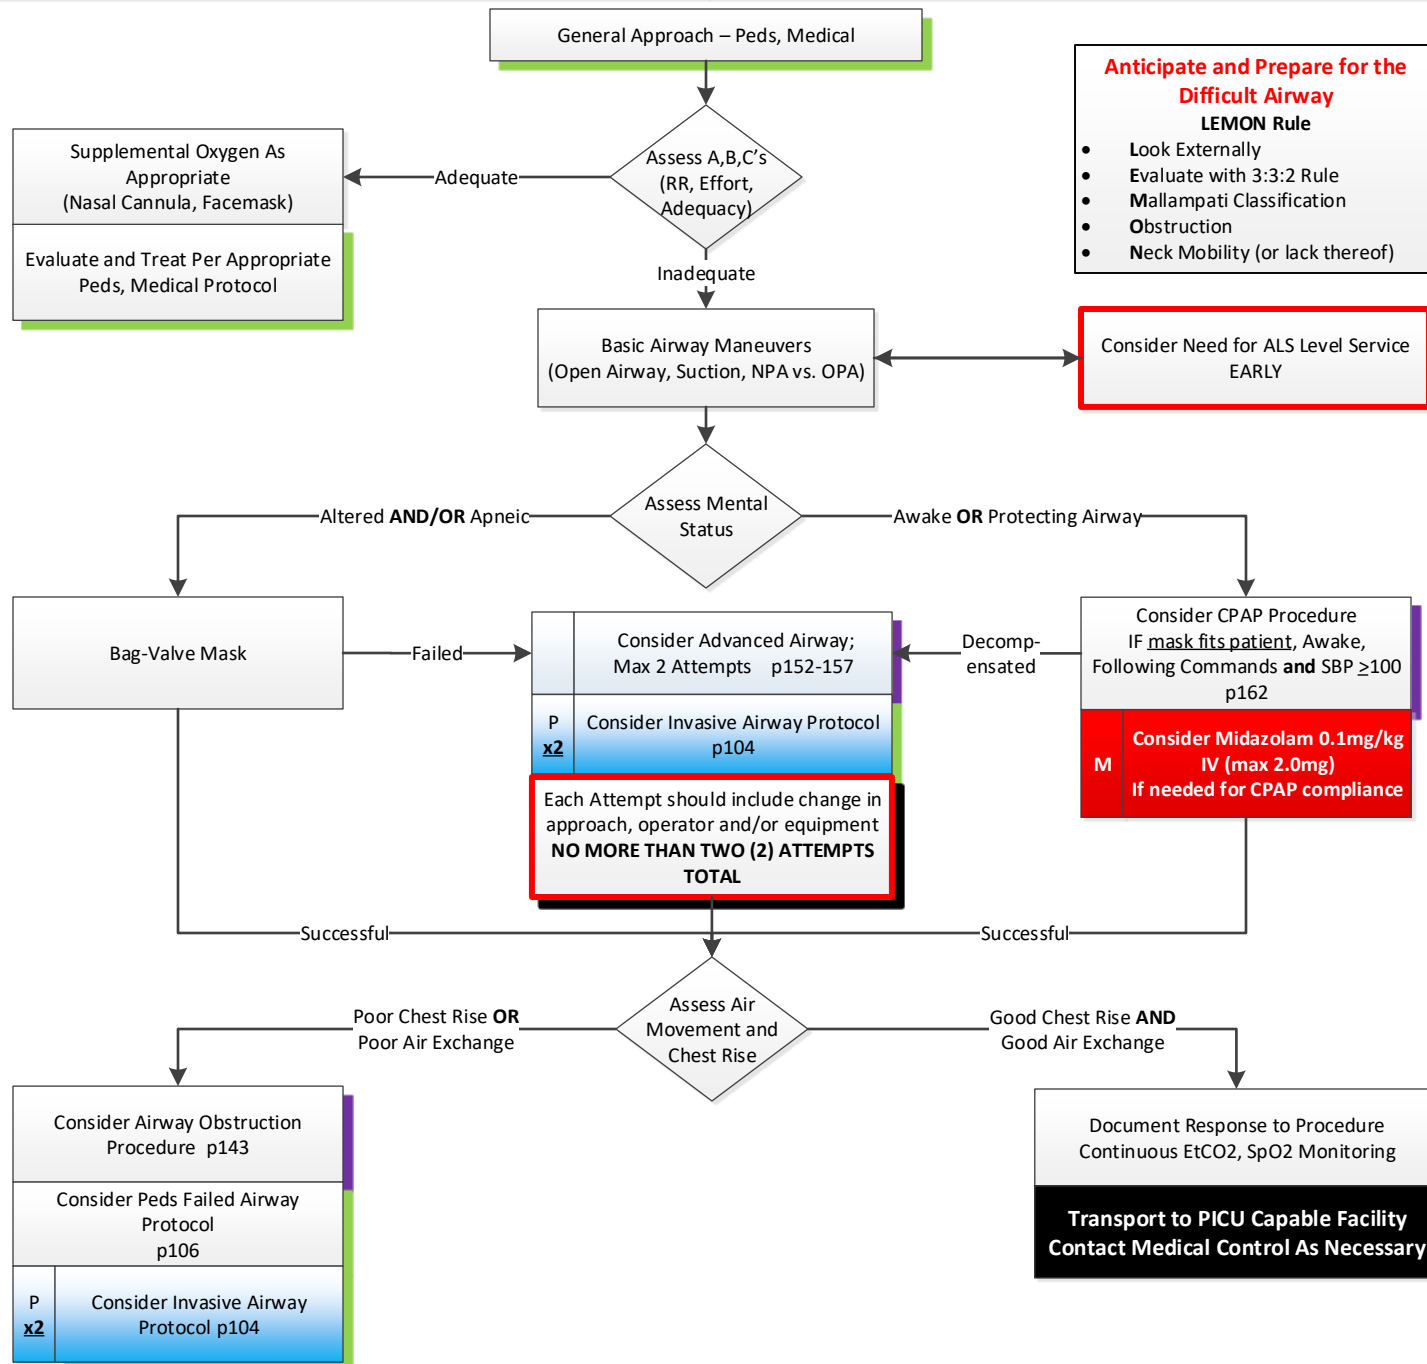 General Approach – Peds, Medical
Anticipate and Prepare for the
Difficult Airway
LEMON Rule
• Look Externally
• Evaluate with 3:3:2 Rule
• Mallampati Classification
• Obstruction
• Neck Mobility (or lack thereof)
Assess A,B,C's
(RR, Effort,
Adequacy)
Adequate
Supplemental Oxygen As
Appropriate
(Nasal Cannula, Facemask)
Evaluate and Treat Per Appropriate
Peds, Medical Protocol
Inadequate
Basic Airway Maneuvers
(Open Airway, Suction, NPA vs. OPA)
Consider Need for ALS Level Service
EARLY
Assess Mental
Status
Altered AND/OR Apneic
Awake OR Protecting Airway
Bag-Valve Mask
Failed
Consider Advanced Airway;
Max 2 Attempts p152-157
P
x2
Consider Invasive Airway Protocol
p104
Each Attempt should include change in
approach, operator and/or equipment
NO MORE THAN TWO (2) ATTEMPTS
TOTAL
Decomp-
ensated
Consider CPAP Procedure
IF mask fits patient, Awake,
Following Commands and SBP ≥100
p162
M
Consider Midazolam 0.1mg/kg
IV (max 2.0mg)
If needed for CPAP compliance
Successful
Successful
Assess Air
Movement and
Chest Rise
Poor Chest Rise OR
Poor Air Exchange
Good Chest Rise AND
Good Air Exchange
Consider Airway Obstruction
Procedure p143
Consider Peds Failed Airway
Protocol
p106
P
x2
Consider Invasive Airway
Protocol p104
Document Response to Procedure
Continuous EtCO2, SpO2 Monitoring
Transport to PICU Capable Facility
Contact Medical Control As Necessary